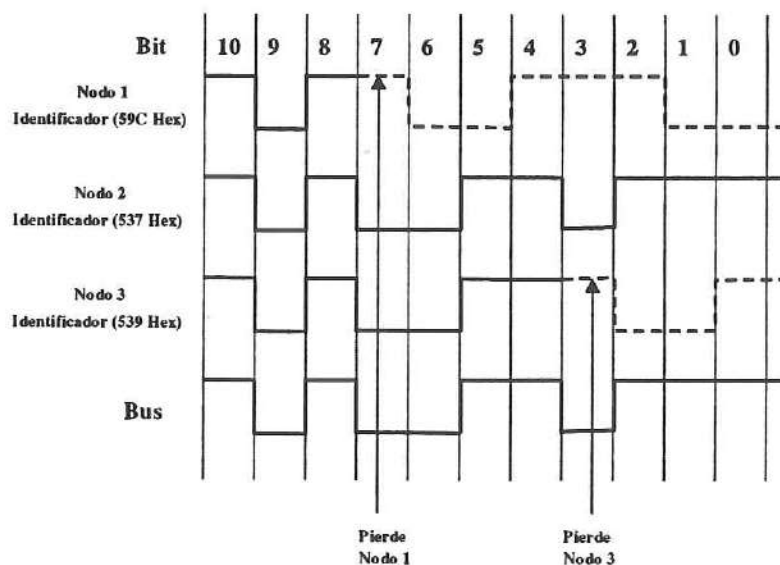 Bit 10 9 8 7 6 5 4 3 2 1 0
Nodo 1
Identificador (59C Hex)
Nodo 2
Identificador (537 Hex)
Nodo 3
Identificador (539 Hex)
Bus
Pierde
Nodo 1
Pierde
Nodo 3